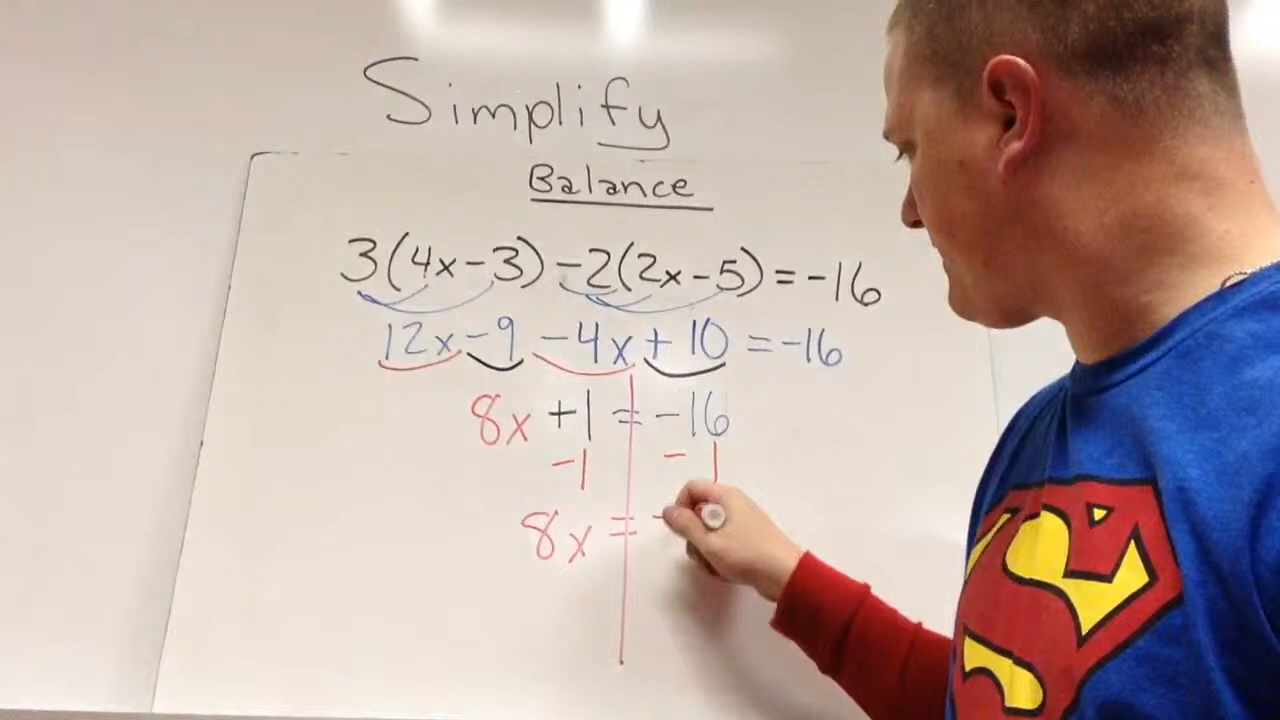 Simplify
Balance
3(4x-3)-2(2x-5)=-16
12x-9-4x+10=-16
8x+1=-16
-1 -1
8x=-